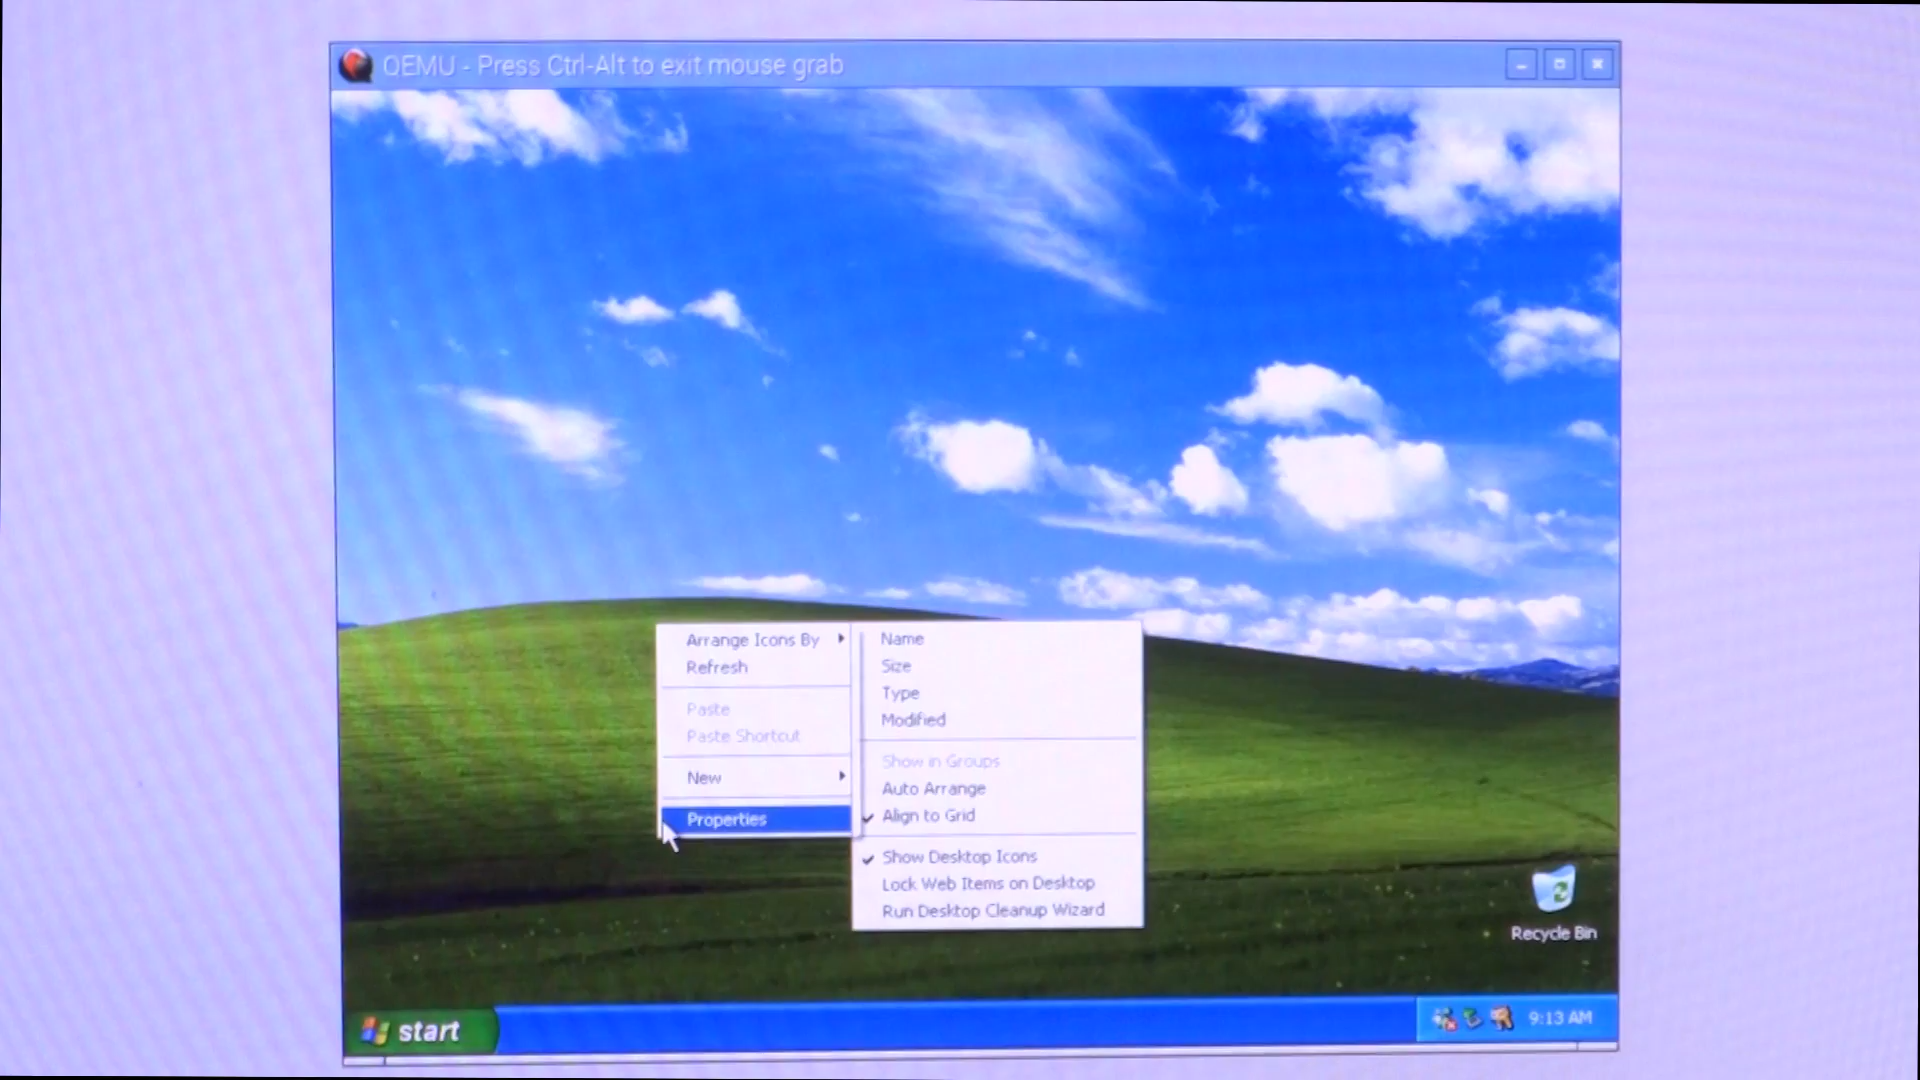 QEMU - Press Ctrl-Alt to exit mouse grab
Arrange Icons By
Refresh
Paste
Paste Shortcut
New
Properties
Name
Size
Type
Modified
Show in Groups
Auto Arrange
Align to Grid
Show Desktop Icons
Lock Web Items on Desktop
Run Desktop Cleanup Wizard
Recycle Bin
start
9:13 AM